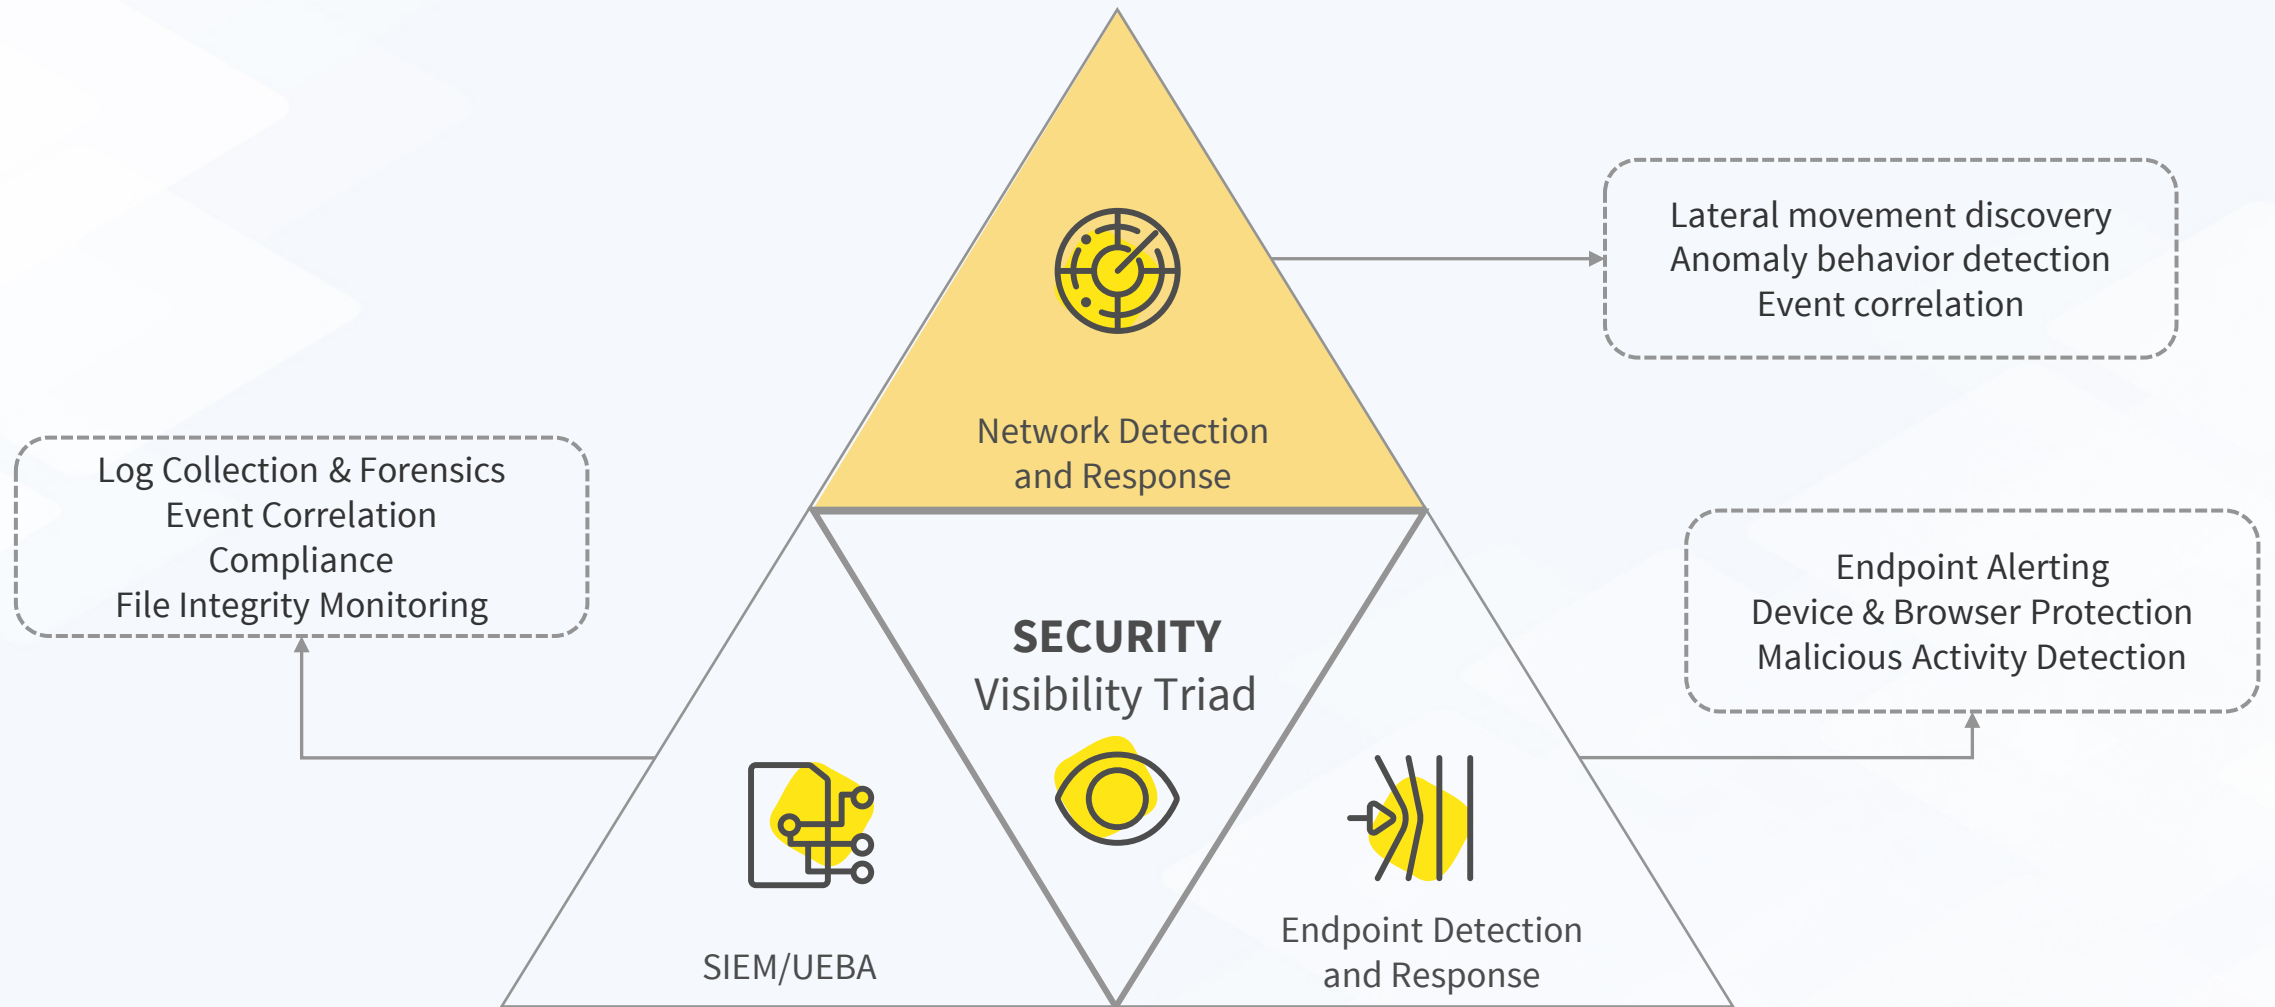 Lateral movement discovery
Anomaly behavior detection
Event correlation
Network Detection
and Response
Log Collection & Forensics
Event Correlation
Compliance
File Integrity Monitoring
Endpoint Alerting
Device & Browser Protection
Malicious Activity Detection
SECURITY
Visibility Triad
SIEM/UEBA
Endpoint Detection
and Response